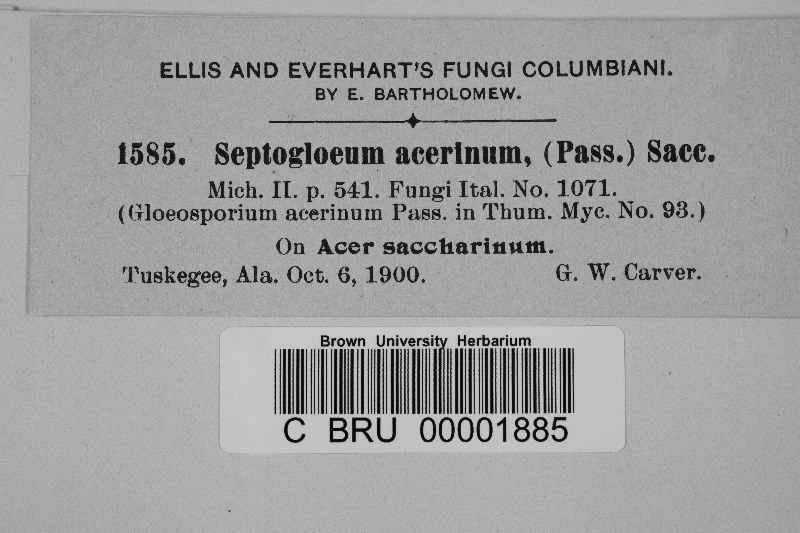 ELLIS AND EVERHART'S FUNGI COLUMBIANI.
BY E. BARTHOLOMEW.
1585. Septogloeum acerinum, (Pass.) Sacc.
Mich. II. p. 541. Fungi Ital. No. 1071.
(Gloeosporium acerinum Pass. in Thum. Myc. No. 93.)
On Acer saccharinum.
Tuskegee, Ala. Oct. 6, 1900. G. W. Carver.
Brown University Herbarium
C BRU 00001885